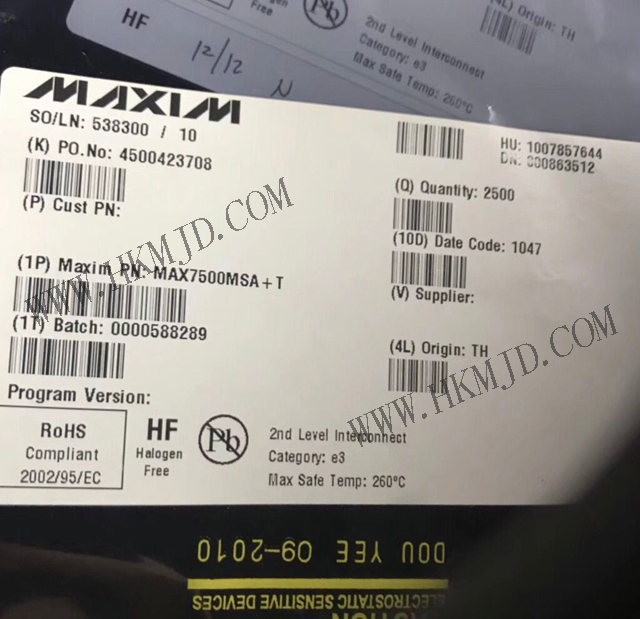 Halogen
Free
Pb
HF
12/12
N
2nd Level Interconnect
Category: e3
Max Safe Temp: 260°C
(4L) Origin: TH
MAXIM
SO/LN: 538300 / 10
(K) PO.No: 4500423708
(P) Cust PN:
(1P) Maxim PN: MAX7500MSA+T
(1T) Batch: 0000588289
Program Version:
HU: 1007857644
DN: 800863512
(Q) Quantity: 2500
(10D) Date Code: 1047
(V) Supplier:
(4L) Origin: TH
RoHS
Compliant
2002/95/EC
HF
Halogen
Free
Pb
2nd Level Interconnect
Category: e3
Max Safe Temp: 260°C
WWW.HKMJD.COM
WWW.HKMJD.COM
DOU YEE 09-2010
ELECTROSTATIC SENSITIVE DEVICES